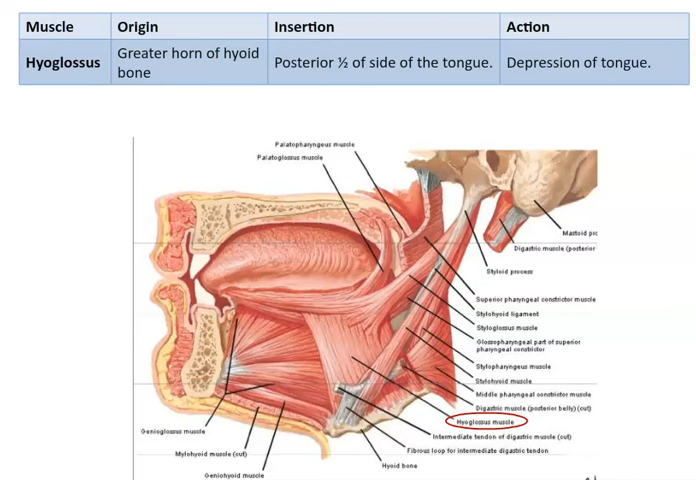 Muscle Origin Insertion Action
Hyoglossus Greater horn of hyoid bone Posterior ½ of side of the tongue. Depression of tongue.
Palatopharyngeus muscle
Palatoglossus muscle
Mastoid
Digastric muscle (posterior
Styloid process
Superior pharyngeal constrictor muscle
Stylohyoid ligament
Styloglossus muscle
Glossopharyngeal part of superior
pharyngeal constrictor
Stylopharyngeus muscle
Stylohyoid muscle
Middle pharyngeal constrictor muscle
Digastric muscle (posterior belly) (cut)
Hyoglossus muscle
Genioglossus muscle
Intermediate tendon of digastric muscle (cut)
Mylohyoid muscle (cut)
Fibrous loop for intermediate digastric tendon
Hyoid bone
Geniohyoid muscle